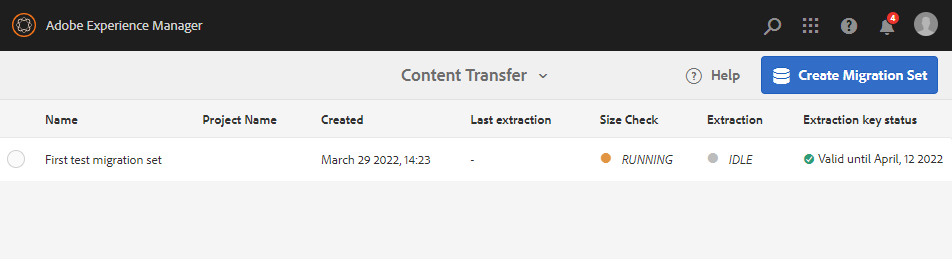 Adobe Experience Manager
4
Content Transfer
Help
Create Migration Set
Name Project Name Created Last extraction Size Check Extraction Extraction key status
First test migration set March 29 2022, 14:23 - RUNNING IDLE Valid until April, 12 2022